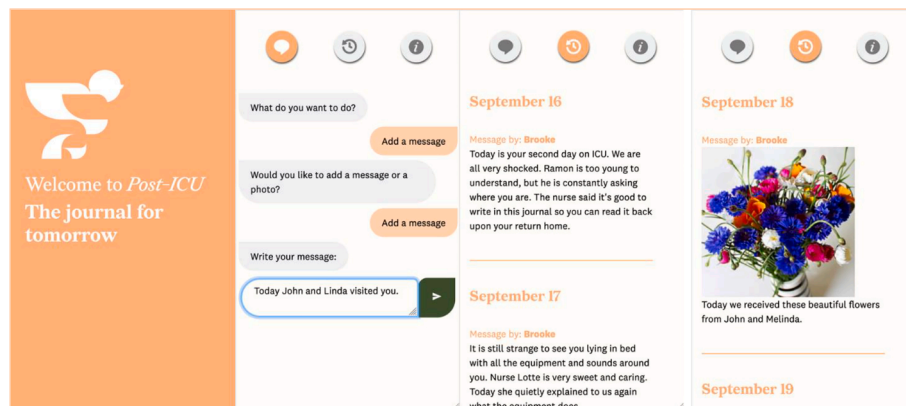 Welcome to Post-ICU
The journal for
tomorrow
What do you want to do?
Add a message
Would you like to add a message or a
photo?
Add a message
Write your message:
Today John and Linda visited you.
September 16
Message by: Brooke
Today is your second day on ICU. We are
all very shocked. Ramon is too young to
understand, but he is constantly asking
where you are. The nurse said it's good to
write in this journal so you can read it back
upon your return home.
September 17
Message by: Brooke
It is still strange to see you lying in bed
with all the equipment and sounds around
you. Nurse Lotte is very sweet and caring.
Today she quietly explained to us again
what the equipment does
September 18
Message by: Brooke
Today we received these beautiful flowers
from John and Melinda.
September 19